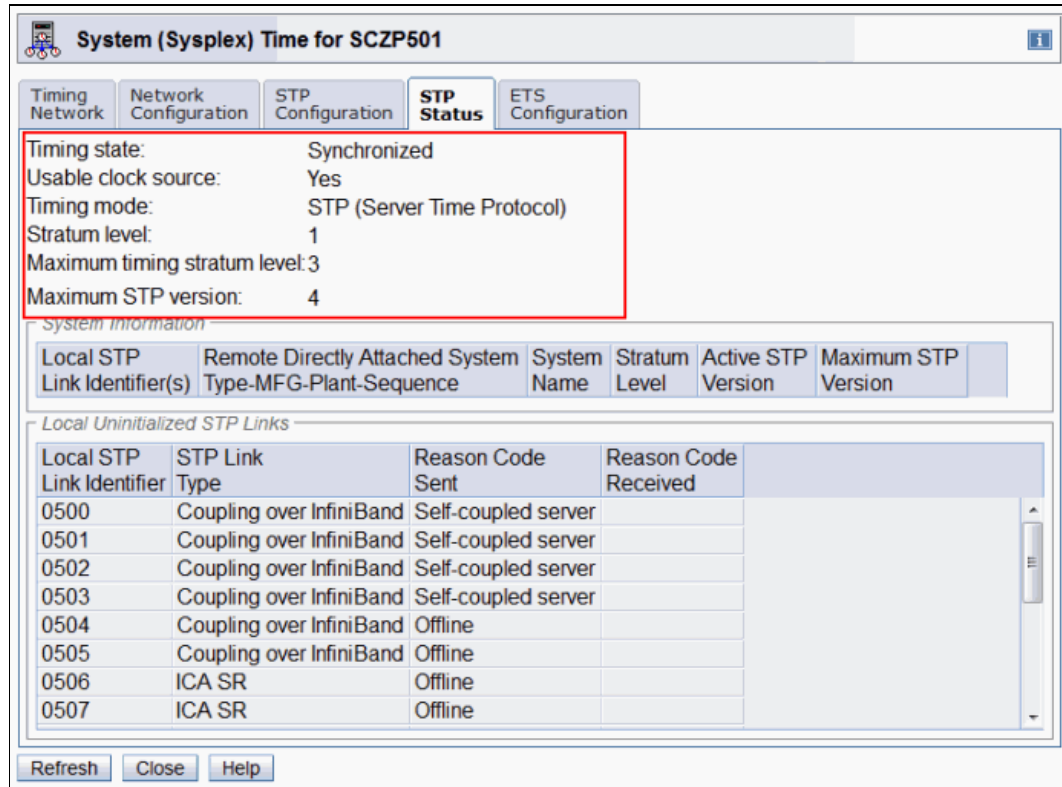 System (Sysplex) Time for SCZP501
Timing Network
Network Configuration
STP Configuration
STP Status
ETS Configuration
Timing state: Synchronized
Usable clock source: Yes
Timing mode: STP (Server Time Protocol)
Stratum level: 1
Maximum timing stratum level: 3
Maximum STP version: 4
System Information
Local STP Link Identifier(s) Remote Directly Attached System Type-MFG-Plant-Sequence System Name Stratum Level Active STP Version Maximum STP Version
Local Uninitialized STP Links
Local STP Link Identifier STP Link Type Reason Code Sent Reason Code Received
0500 Coupling over InfiniBand Self-coupled server
0501 Coupling over InfiniBand Self-coupled server
0502 Coupling over InfiniBand Self-coupled server
0503 Coupling over InfiniBand Self-coupled server
0504 Coupling over InfiniBand Offline
0505 Coupling over InfiniBand Offline
0506 ICA SR Offline
0507 ICA SR Offline
Refresh Close Help